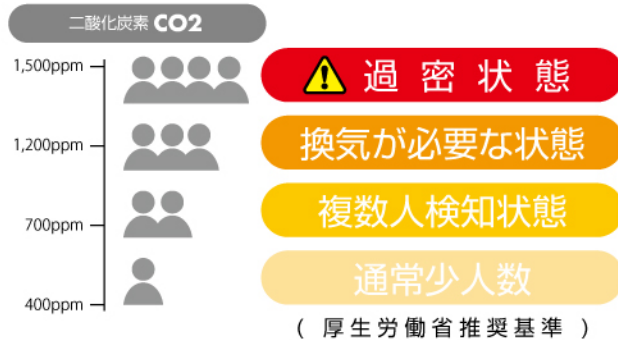 二酸化炭素 CO2
1,500ppm
過密状態
1,200ppm
換気が必要な状態
700ppm
複数人検知状態
通常少人数
400ppm
( 厚生労働省推奨基準 )